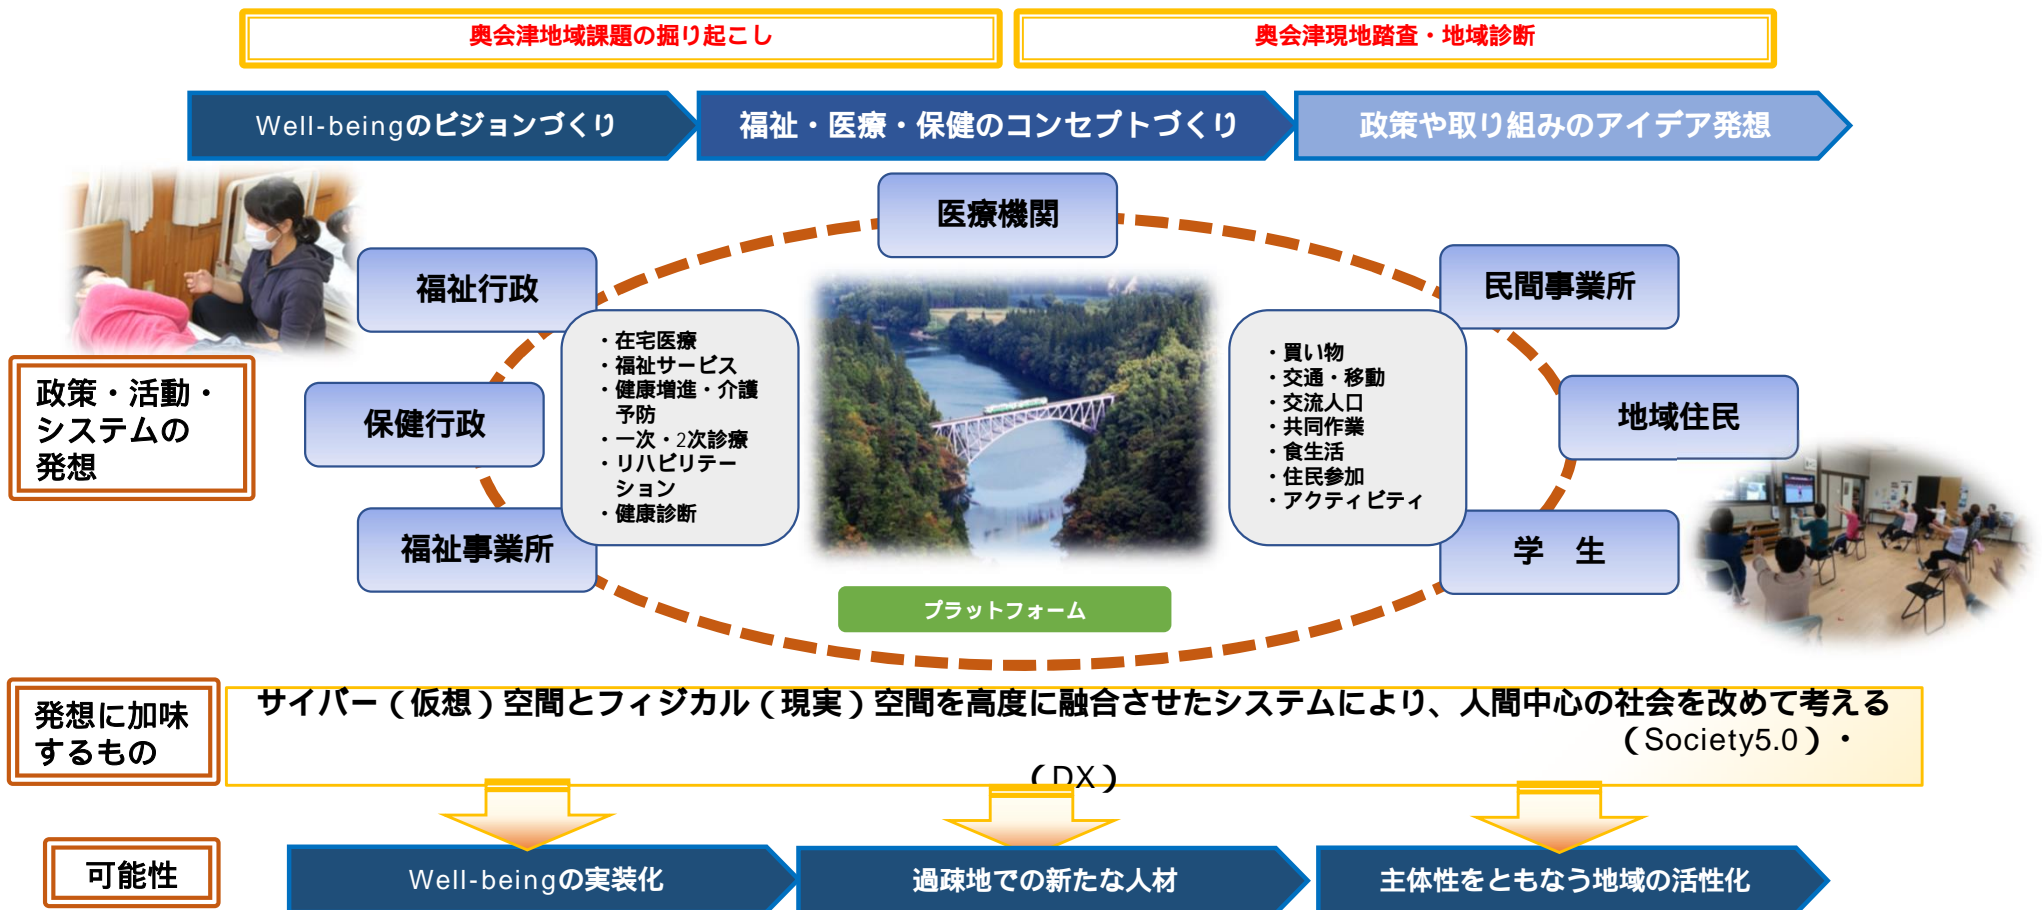 奥会津地域課題の掘り起こし
奥会津現地踏査・地域診断
Well-beingのビジョンづくり
福祉・医療・保健のコンセプトづくり
政策や取り組みのアイデア発想
医療機関
福祉行政
民間事業所
・在宅医療
・福祉サービス
・健康増進・介護
予防
・一次・2次診療
・リハビリテー
ション
・健康診断
・買い物
・交通・移動
・交流人口
・共同作業
・食生活
・住民参加
・アクティビティ
政策・活動・
システムの
発想
保健行政
地域住民
福祉事業所
学　生
プラットフォーム
発想に加味
するもの
サイバー（仮想）空間とフィジカル（現実）空間を高度に融合させたシステムにより、人間中心の社会を改めて考える
（Society5.0）・
（DX）
可能性
Well-beingの実装化
過疎地での新たな人材
主体性をともなう地域の活性化